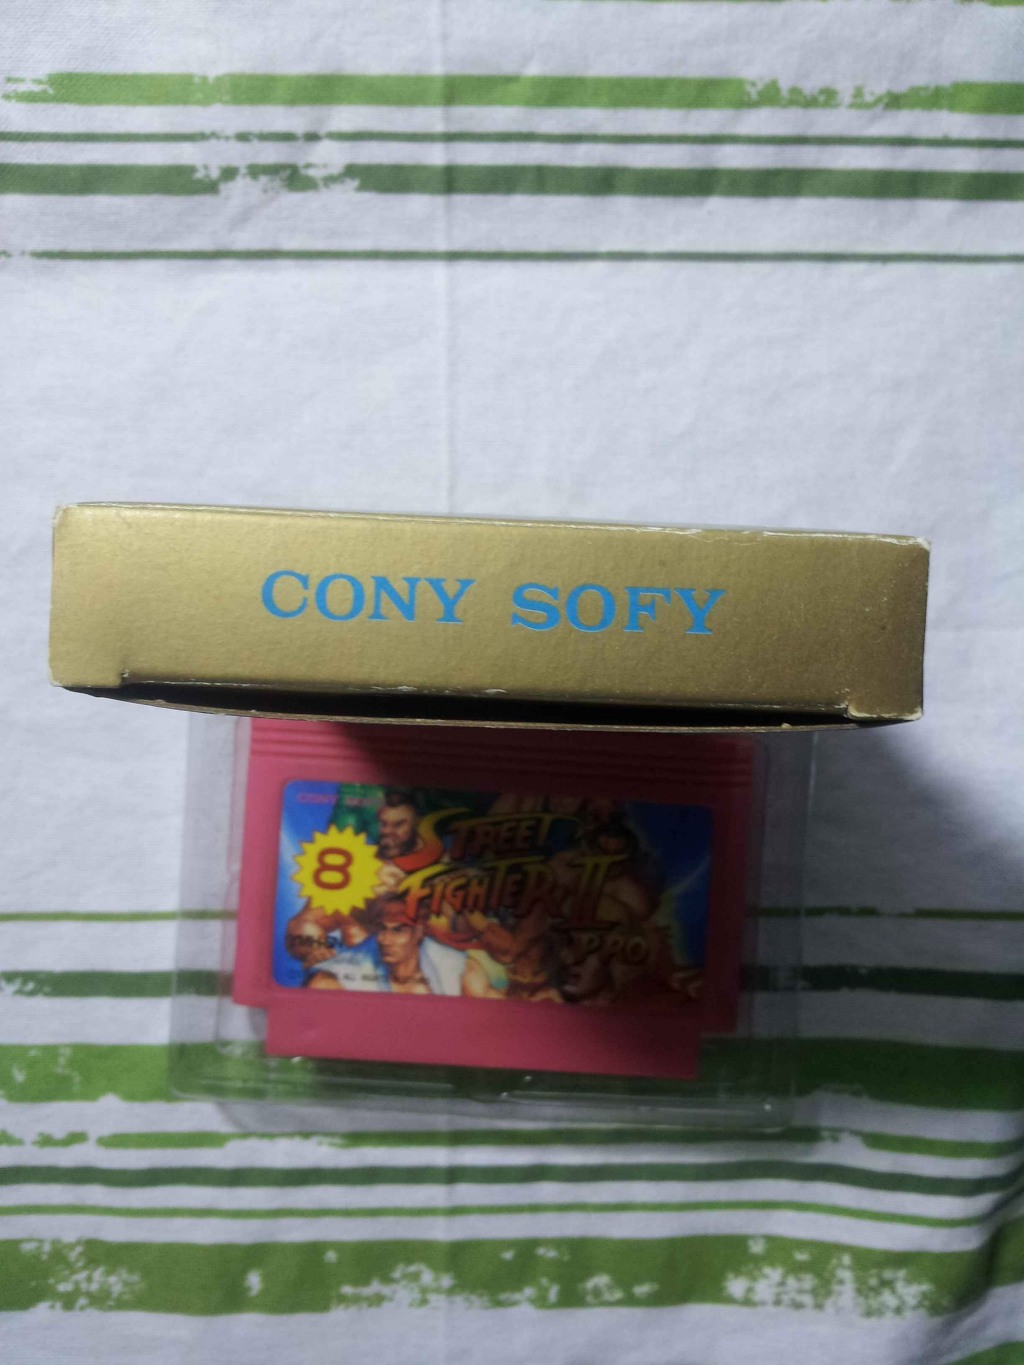 CONY SOFY
8
STREET
FIGHTER II
PRO